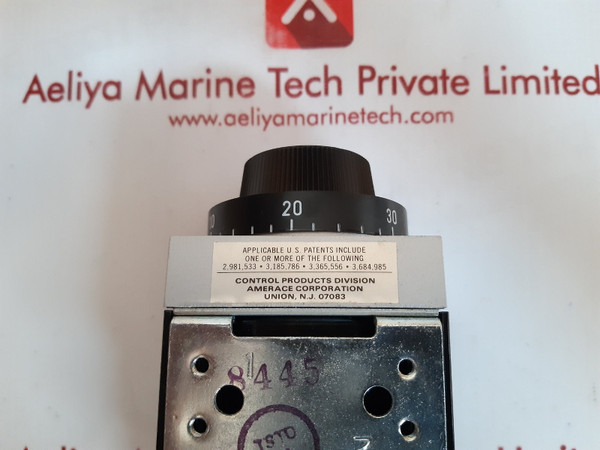 Aeliya Marine Tech Private Limited
www.aeliyamarinetech.com
20
30
APPLICABLE U.S. PATENTS INCLUDE
ONE OR MORE OF THE FOLLOWING
2,981,533 • 3,185,786 • 3,365,556 • 3,684,985
CONTROL PRODUCTS DIVISION
AMERACE CORPORATION
UNION, N.J. 07083
8445